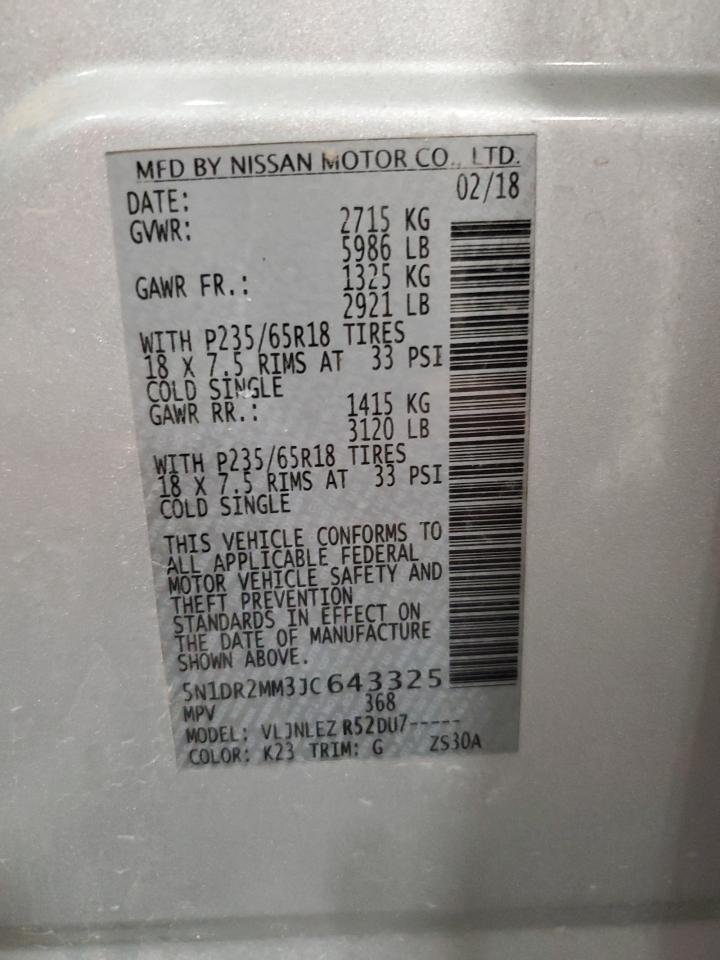 MFD BY NISSAN MOTOR CO., LTD.
DATE: 02/18
GVWR: 2715 KG
5986 LB
GAWR FR.: 1325 KG
2921 LB
WITH P235/65R18 TIRES
18 X 7.5 RIMS AT 33 PSI
COLD SINGLE
GAWR RR.: 1415 KG
3120 LB
WITH P235/65R18 TIRES
18 X 7.5 RIMS AT 33 PSI
COLD SINGLE
THIS VEHICLE CONFORMS TO
ALL APPLICABLE FEDERAL
MOTOR VEHICLE SAFETY AND
THEFT PREVENTION
STANDARDS IN EFFECT ON
THE DATE OF MANUFACTURE
SHOWN ABOVE.
5N1DR2MM3JC643325
MPV 368
MODEL: VLJNLEZ R52DU7-----
COLOR: K23 TRIM: G ZS30A